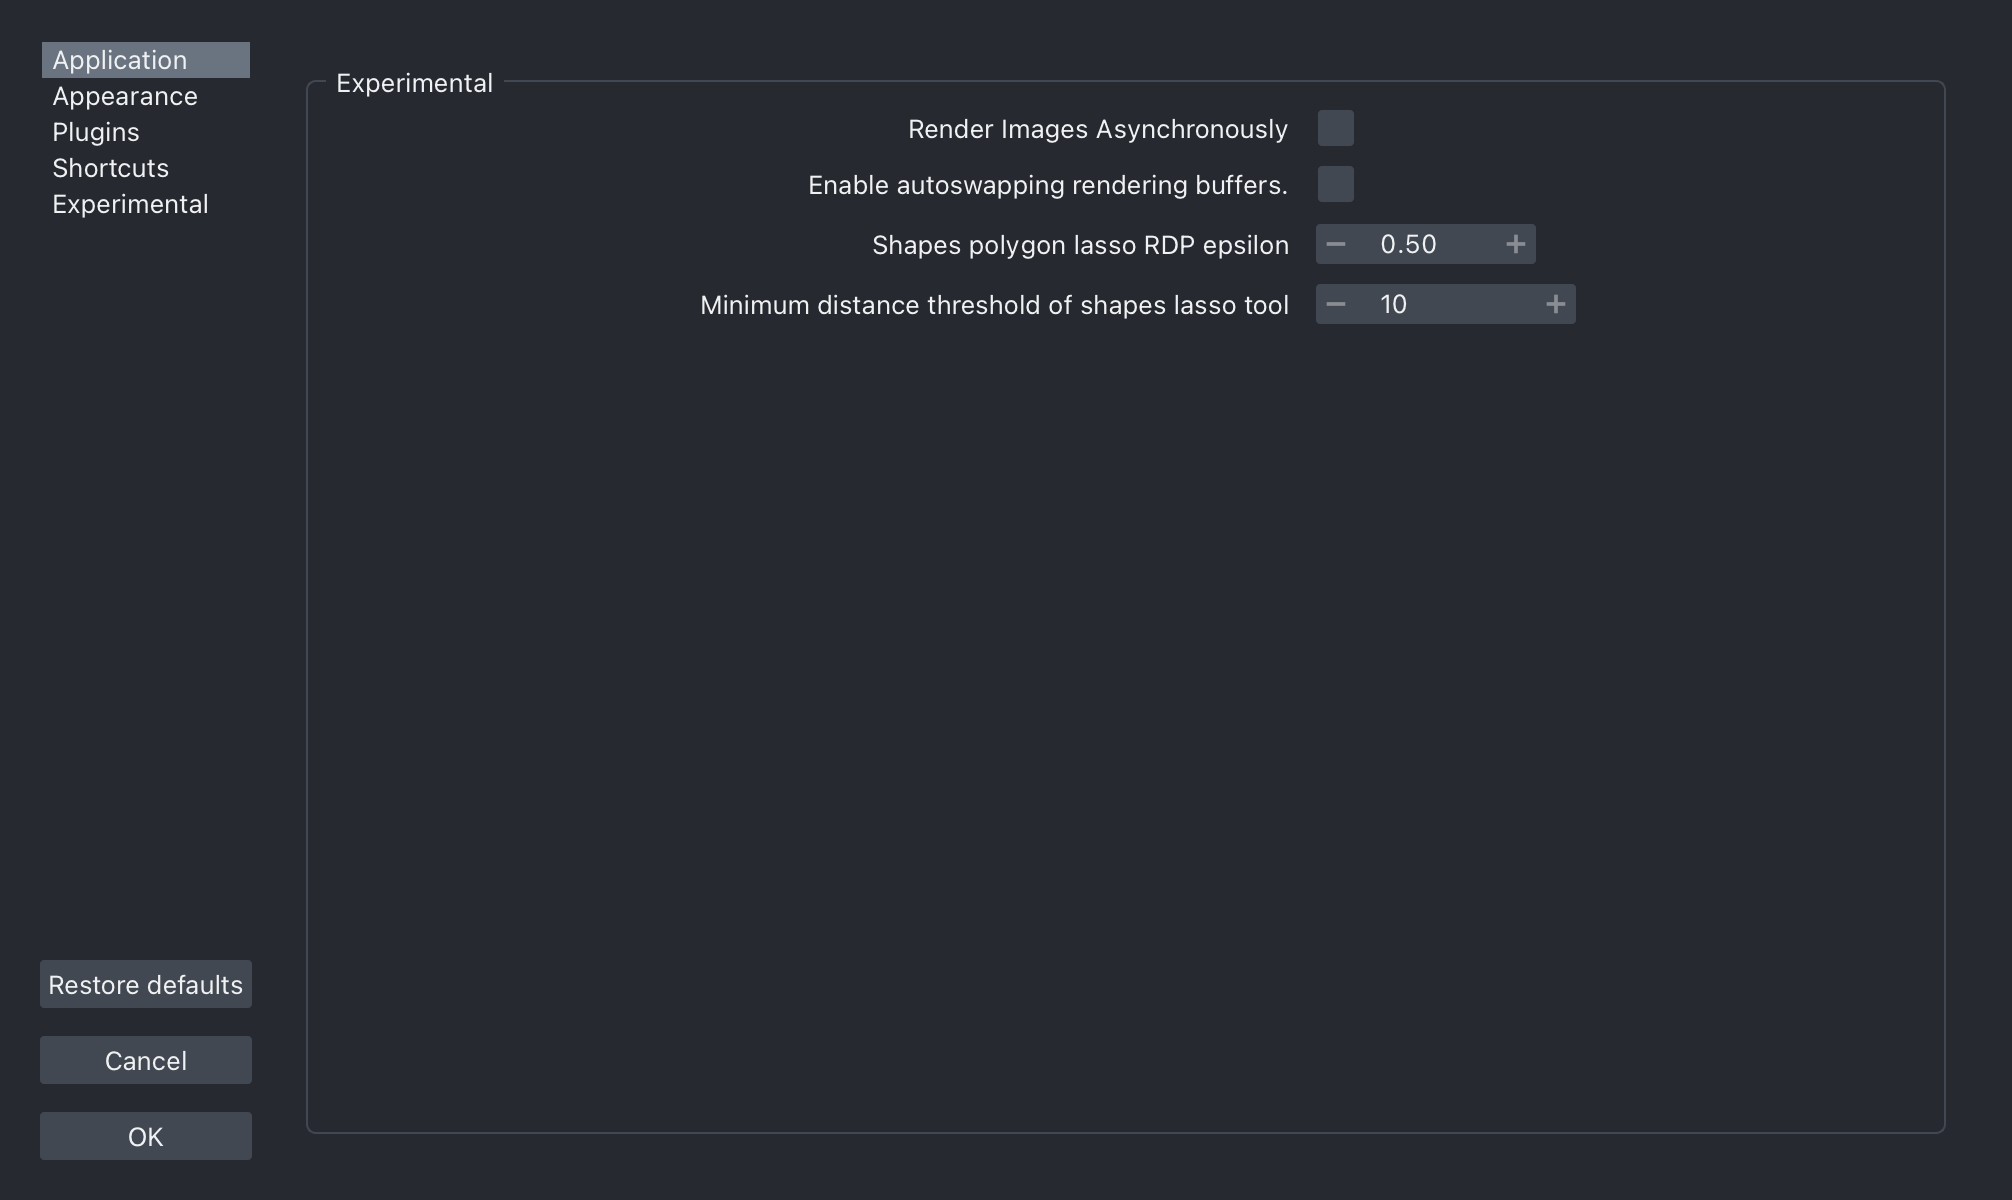 Application
Appearance
Plugins
Shortcuts
Experimental
Experimental
Render Images Asynchronously
Enable autoswapping rendering buffers.
Shapes polygon lasso RDP epsilon − 0.50 +
Minimum distance threshold of shapes lasso tool − 10 +
Restore defaults
Cancel
OK